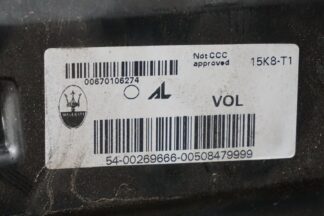 Not CCC
approved
15K8-T1
00670106274
AL
VOL
MASERATI
54-00269666-00508479999